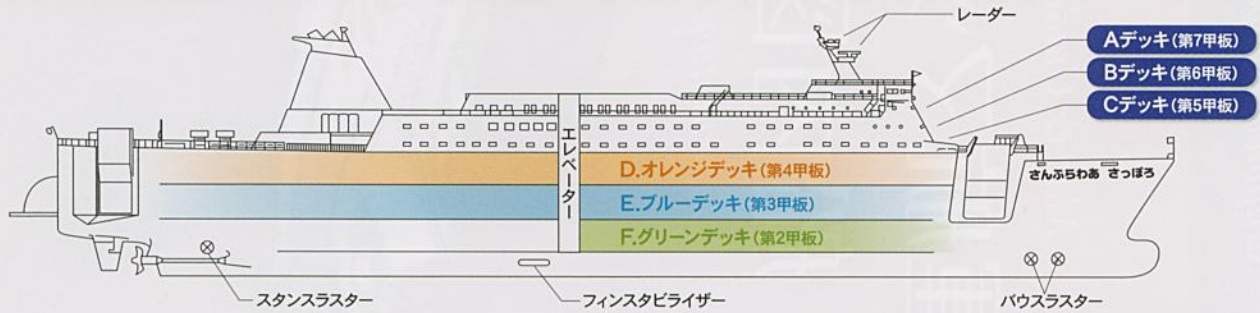 レーダー
Aデッキ(第7甲板)
Bデッキ(第6甲板)
Cデッキ(第5甲板)
エレベーター
D.オレンジデッキ(第4甲板)
さんふらわあ さっぽろ
E.ブルーデッキ(第3甲板)
F.グリーンデッキ(第2甲板)
スタンスラスター
フィンスタビライザー
バウスラスター